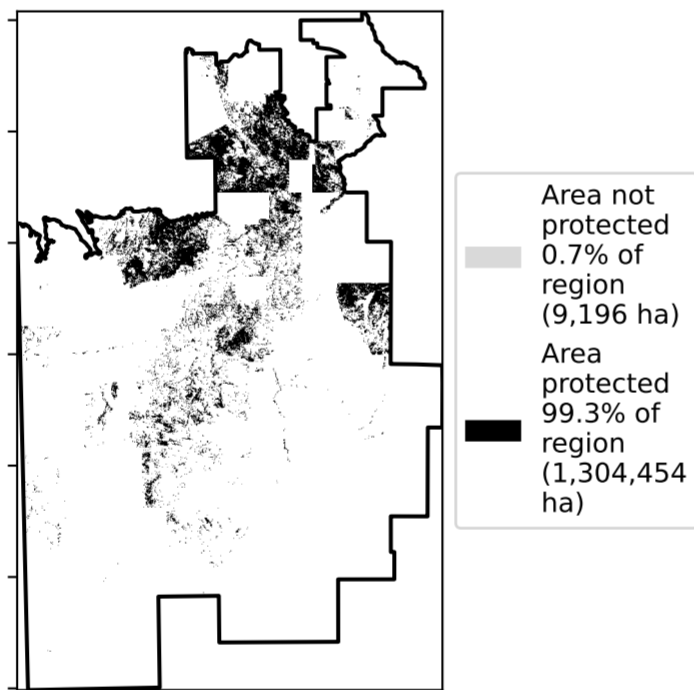 Area not
protected
0.7% of
region
(9,196 ha)
Area
protected
99.3% of
region
(1,304,454
ha)